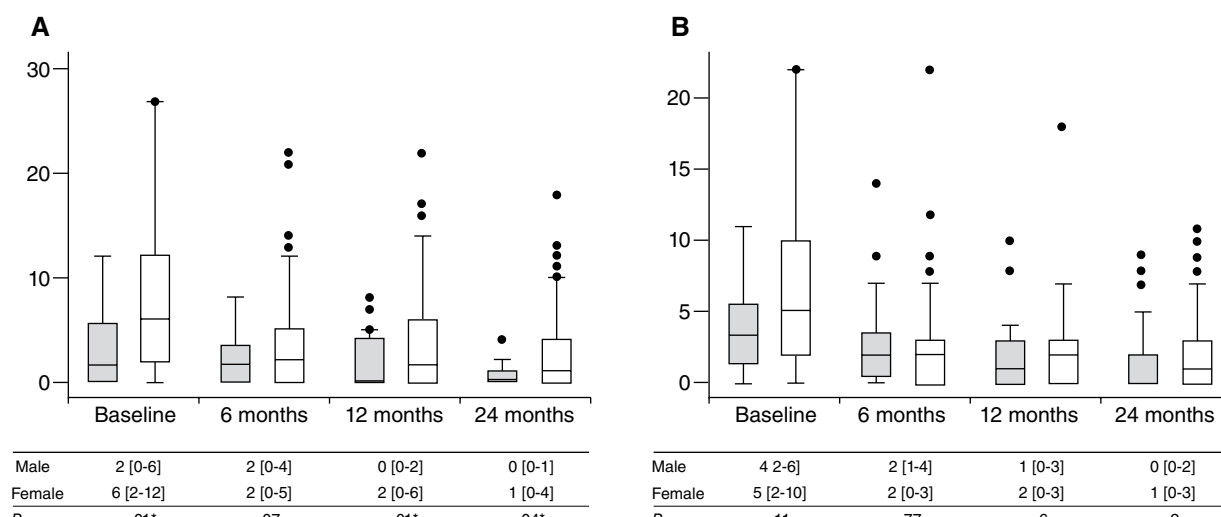 A
30
20
10
0
Baseline 6 months 12 months 24 months
Male 2 [0-6] 2 [0-4] 0 [0-2] 0 [0-1]
Female 6 [2-12] 2 [0-5] 2 [0-6] 1 [0-4]
B
20
15
10
5
0
Baseline 6 months 12 months 24 months
Male 4 2-6] 2 [1-4] 1 [0-3] 0 [0-2]
Female 5 [2-10] 2 [0-3] 2 [0-3] 1 [0-3]